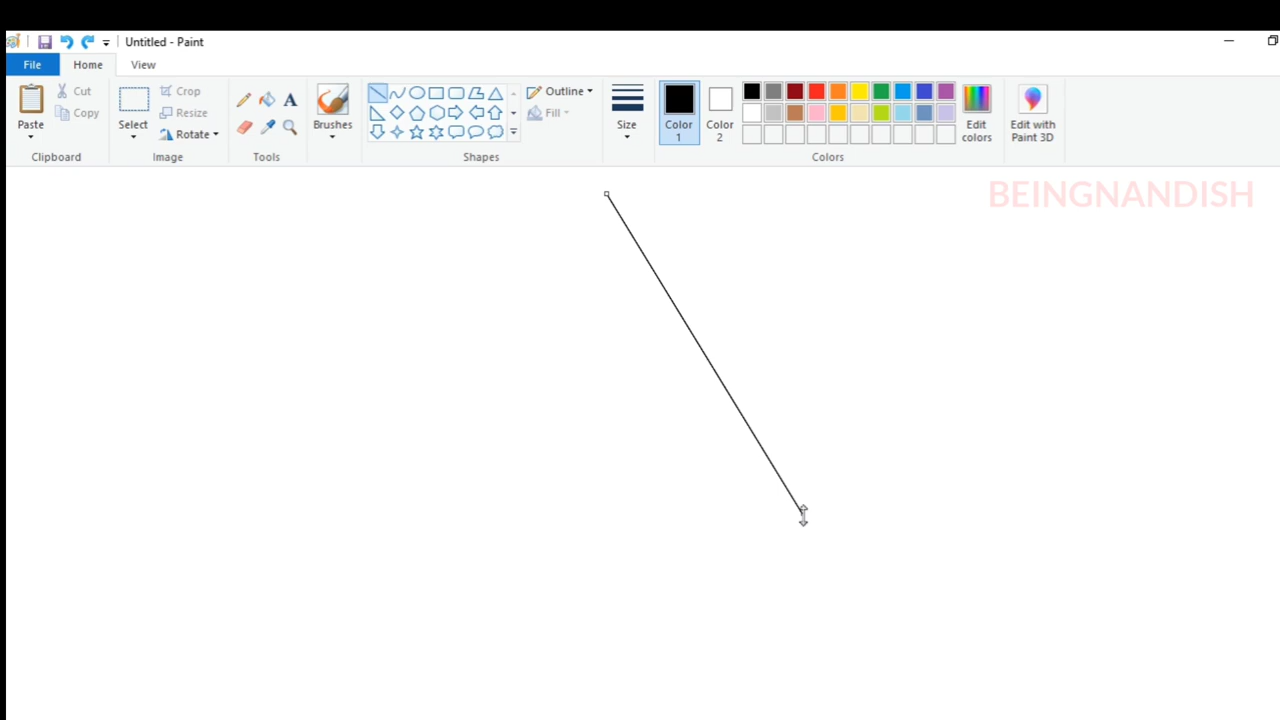 Untitled - Paint
File Home View
Paste
Cut
Copy
Clipboard
Select
Crop
Resize
Rotate
Image
A
Tools
Brushes
Shapes
Outline
Fill
Size
Color 1
Color 2
Colors
Edit colors
Edit with Paint 3D
BEINGNANDISH